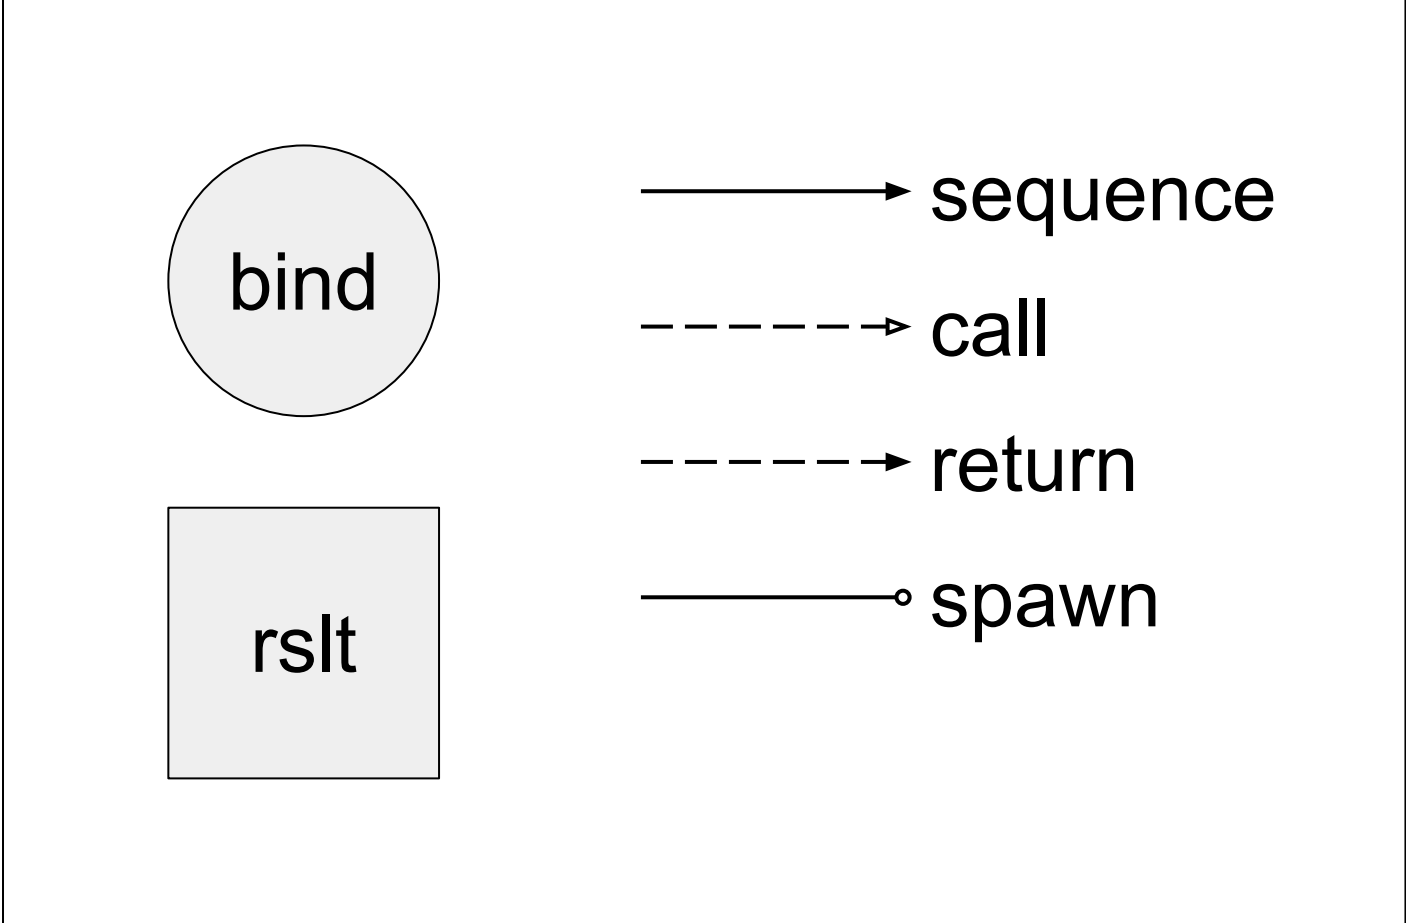 bind
rslt
sequence
call
return
spawn